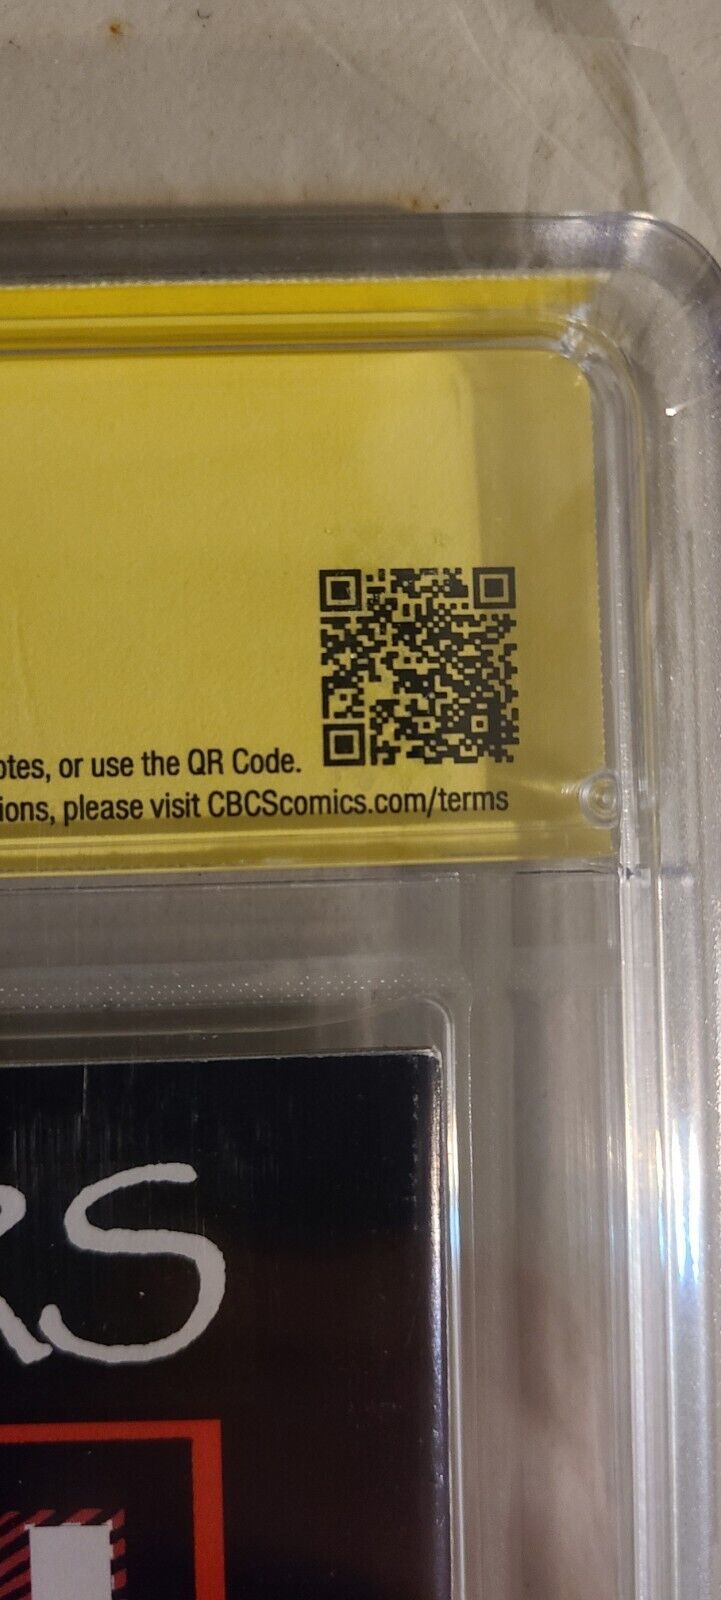 otes, or use the QR Code.
ions, please visit CBCScomics.com/terms
RS